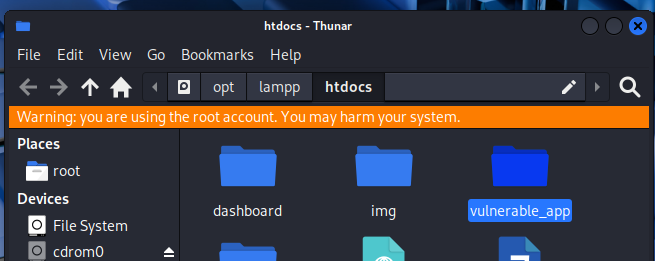 htdocs - Thunar
File Edit View Go Bookmarks Help
opt lampp htdocs
Warning: you are using the root account. You may harm your system.
Places
root
Devices
File System
cdrom0
dashboard img vulnerable_app